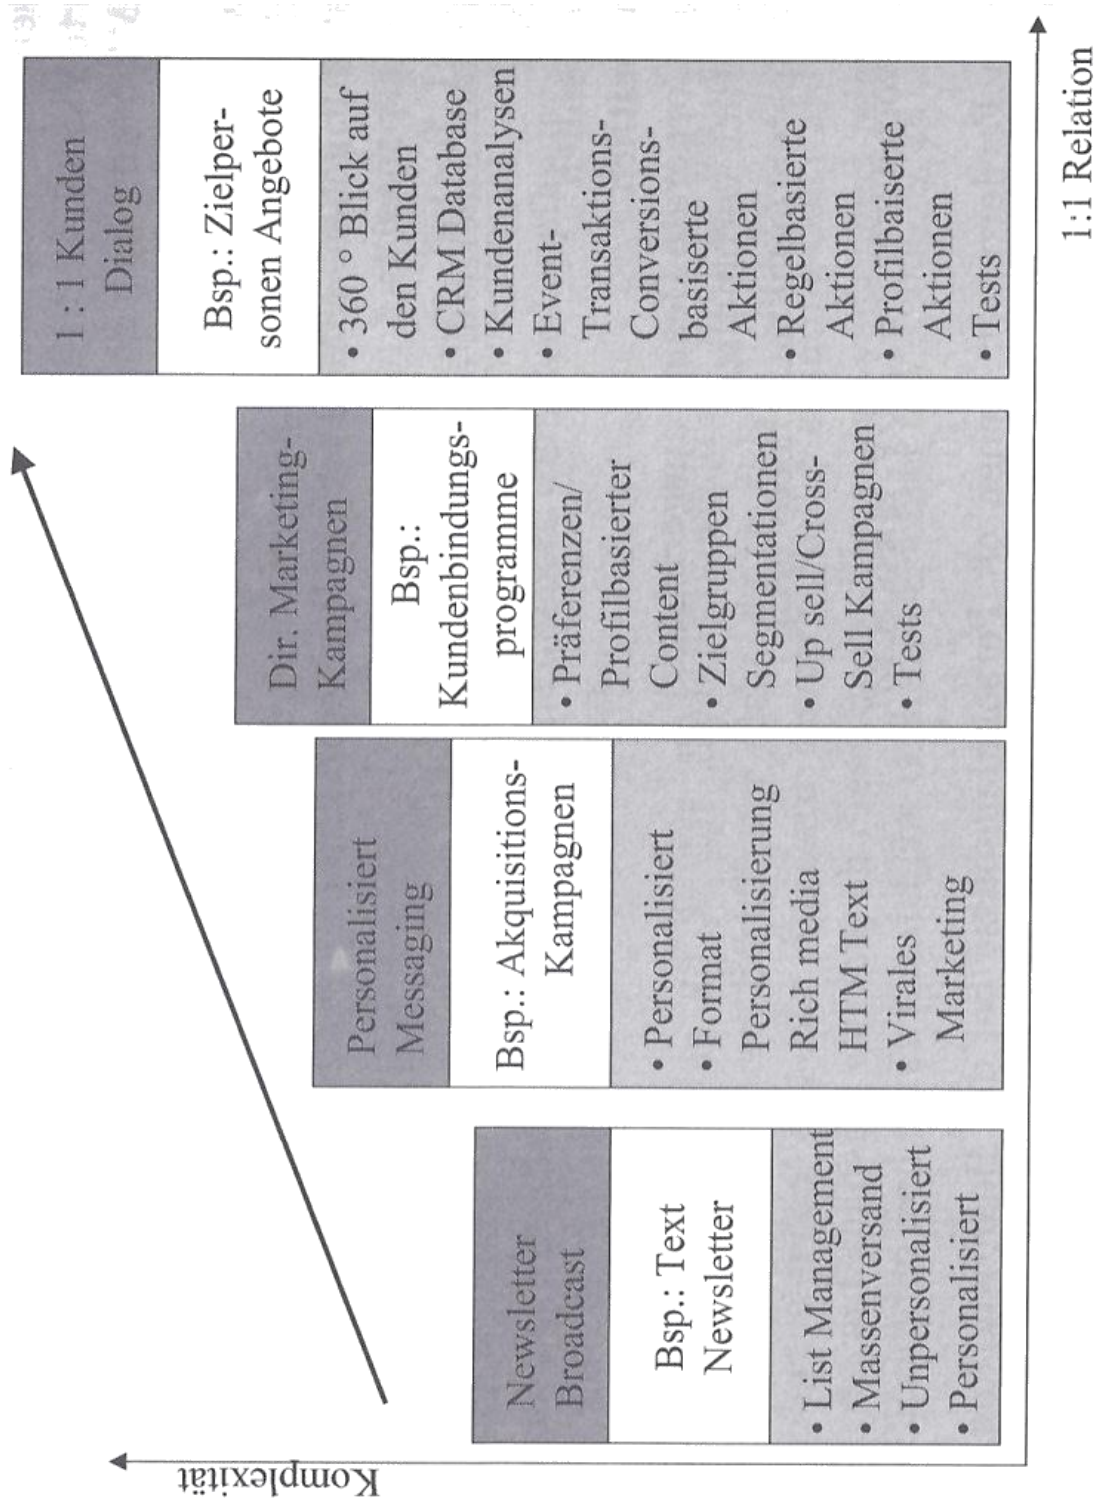 Komplexität
Newsletter
Broadcast
Bsp.: Text
Newsletter
• List Management
• Massenversand
• Unpersonalisiert
• Personalisiert
Personalisiert
Messaging
Bsp.: Akquisitions-
Kampagnen
• Personalisiert
• Format
Personalisierung
Rich media
HTM Text
• Virales
Marketing
Dir. Marketing-
Kampagnen
Bsp.:
Kundenbindungs-
programme
• Präferenzen/
Profilbasierter
Content
• Zielgruppen
Segmentationen
• Up sell/Cross-
Sell Kampagnen
• Tests
1 : 1 Kunden
Dialog
Bsp.: Zielper-
sonen Angebote
• 360 ° Blick auf
den Kunden
• CRM Database
• Kundenanalysen
• Event-
Transaktions-
Conversions-
basiserte
Aktionen
• Regelbasierte
Aktionen
• Profilbaiserte
Aktionen
• Tests
1:1 Relation